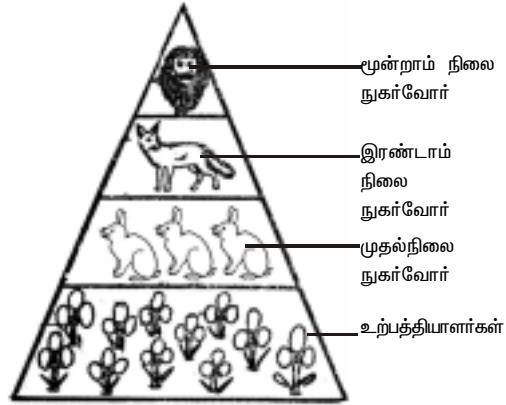 மூன்றாம் நிலை
நுகர்வோர்
இரண்டாம்
நிலை
நுகர்வோர்
முதல்நிலை
நுகர்வோர்
உற்பத்தியாளர்கள்